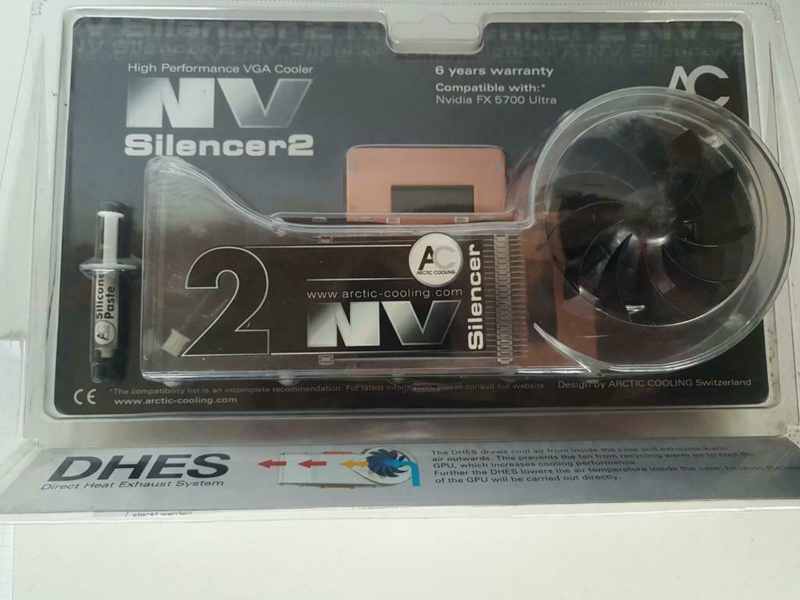 NV Silencer 2 NV
High Performance VGA Cooler
NV
Silencer2
6 years warranty
Compatible with:*
Nvidia FX 5700 Ultra
AC
AC Silicone
Paste
2
AC
ARCTIC COOLING
www.arctic-cooling.com
NV
Silencer
CE
*The compatibility list is an incomplete recommendation. For latest information, please consult our website.
www.arctic-cooling.com
Design by ARCTIC COOLING Switzerland
DHES
Direct Heat Exhaust System
The DHES draws cool air from inside the case and exhausts warm
air outwards. This prevents the fan from recycling warm air to cool the
GPU, which increases cooling performance.
Further the DHES lowers the air temperature inside the case, because the
of the GPU will be carried out directly.